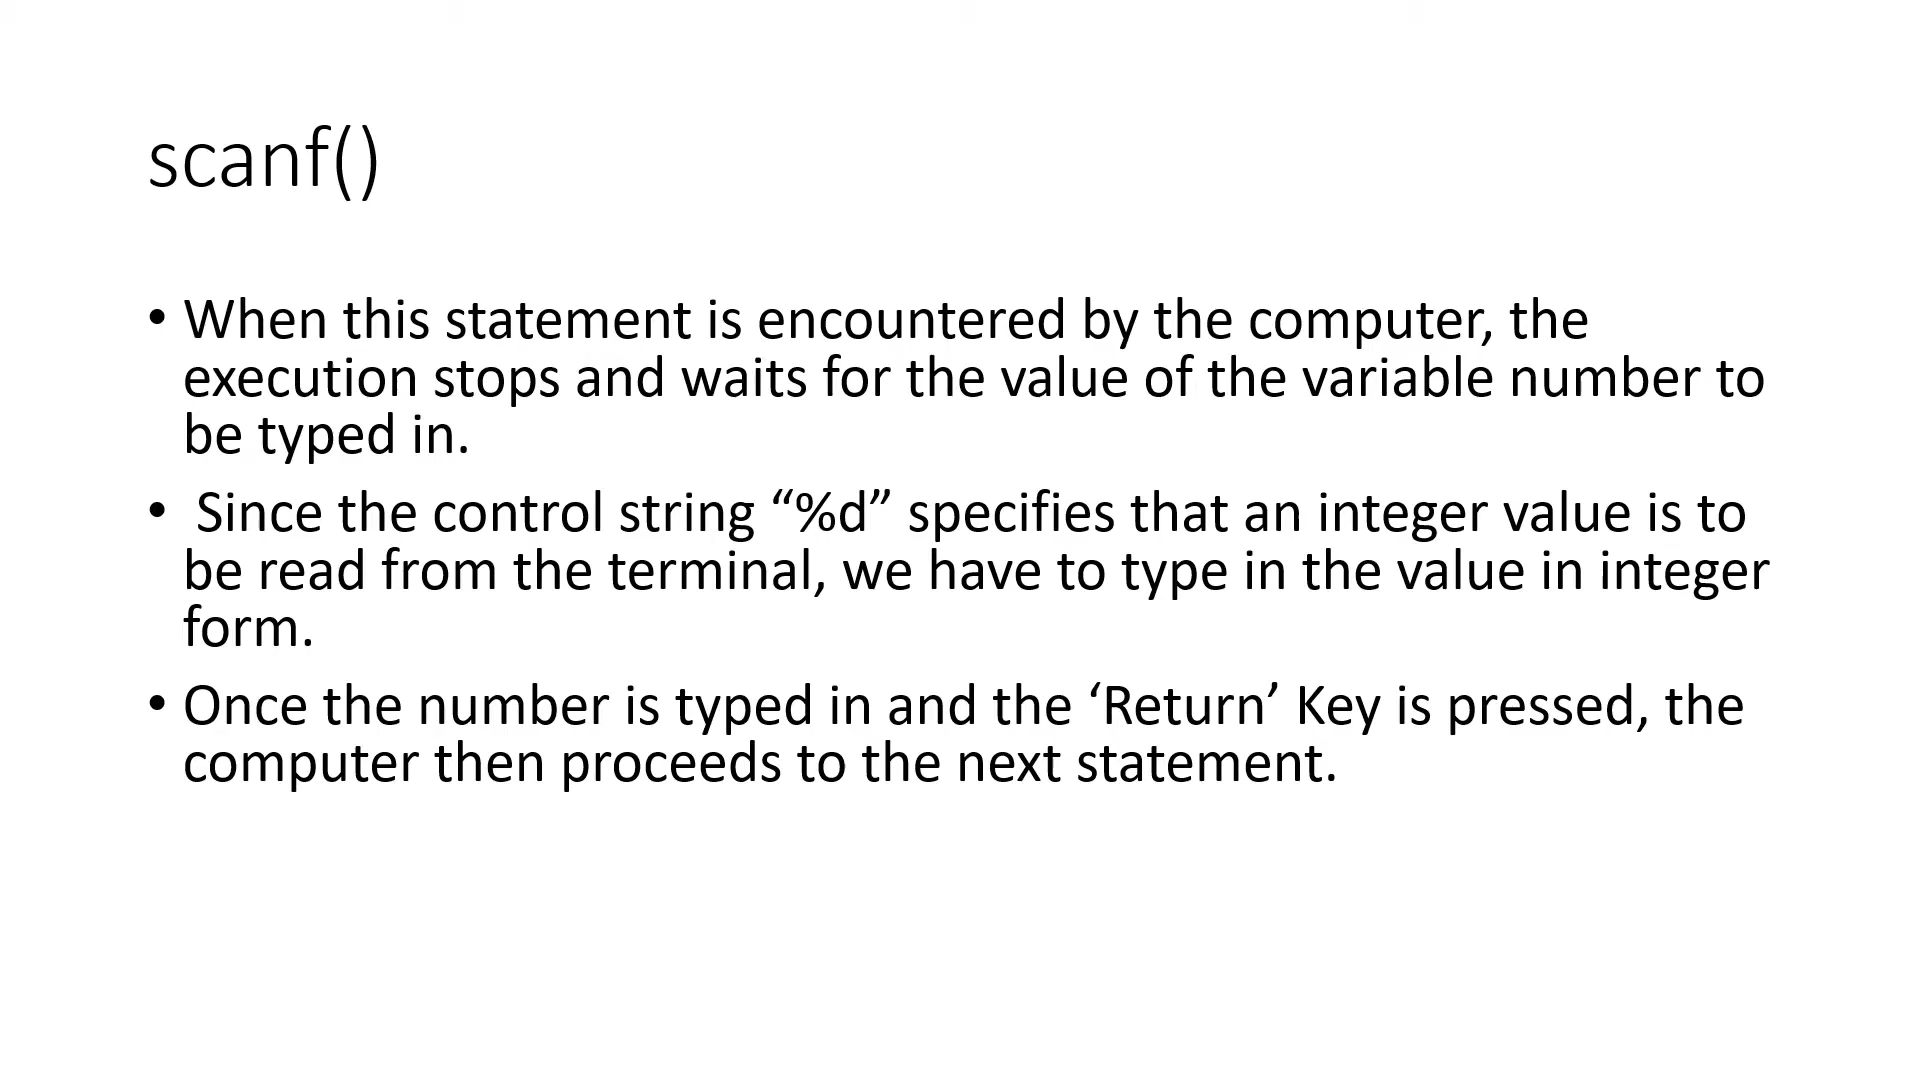 scanf()
• When this statement is encountered by the computer, the
execution stops and waits for the value of the variable number to
be typed in.
• Since the control string “%d” specifies that an integer value is to
be read from the terminal, we have to type in the value in integer
form.
• Once the number is typed in and the ‘Return’ Key is pressed, the
computer then proceeds to the next statement.